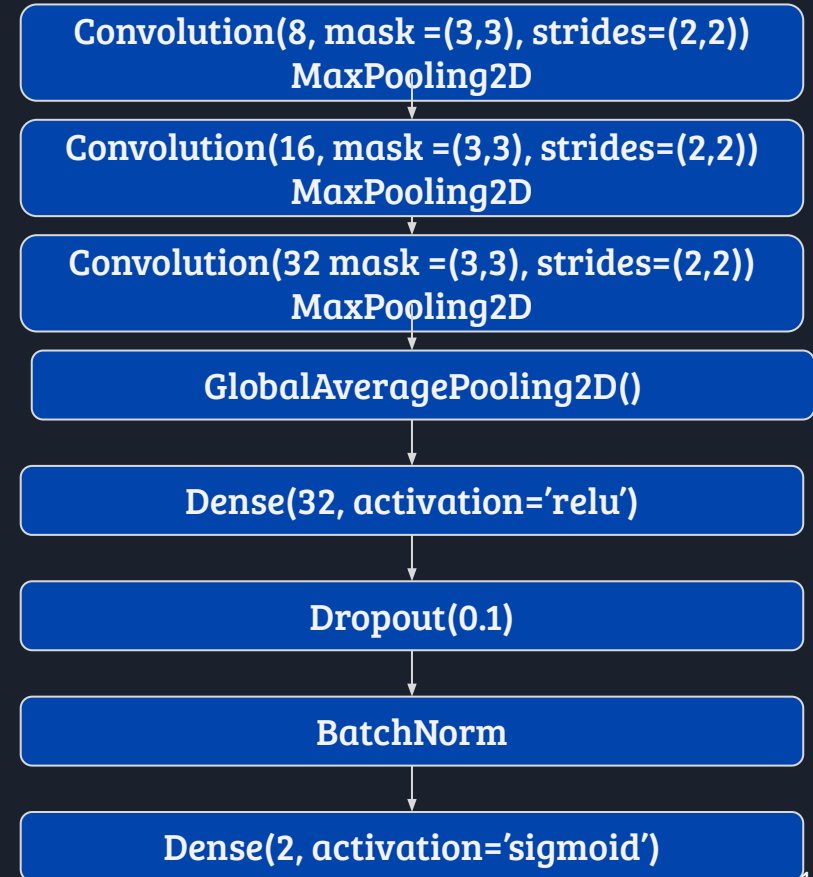 Convolution(8, mask =(3,3), strides=(2,2))
MaxPooling2D
Convolution(16, mask =(3,3), strides=(2,2))
MaxPooling2D
Convolution(32 mask =(3,3), strides=(2,2))
MaxPooling2D
GlobalAveragePooling2D()
Dense(32, activation=’relu’)
Dropout(0.1)
BatchNorm
Dense(2, activation=’sigmoid’)